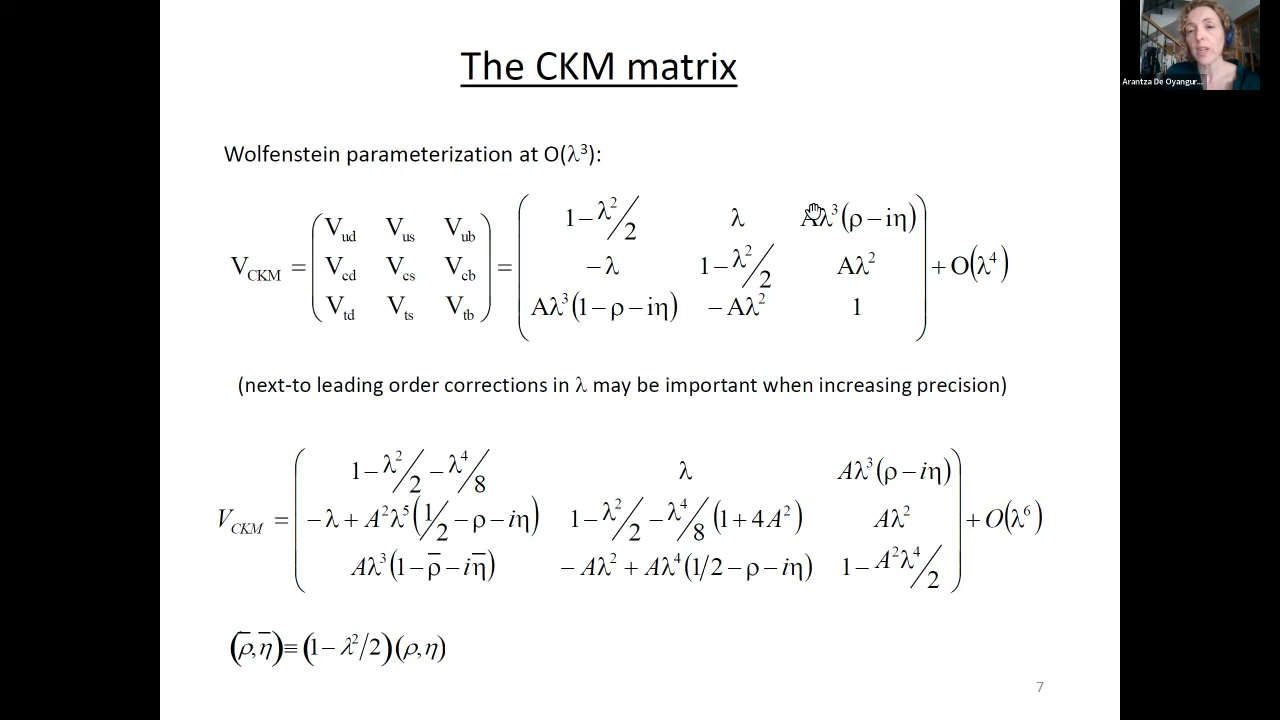 The CKM matrix
Arantza De Oyangur...
Wolfenstein parameterization at O(λ³):
V_CKM = ( V_ud V_us V_ub ; V_cd V_cs V_cb ; V_td V_ts V_tb ) = ( 1−λ²/2 λ Aλ³(ρ−iη) ; −λ 1−λ²/2 Aλ² ; Aλ³(1−ρ−iη) −Aλ² 1 ) + O(λ⁴)
(next-to leading order corrections in λ may be important when increasing precision)
V_CKM = ( 1−λ²/2−λ⁴/8 λ Aλ³(ρ−iη) ; −λ+A²λ⁵(1/2−ρ−iη) 1−λ²/2−λ⁴/8(1+4A²) Aλ² ; Aλ³(1−ρ̅−iη̅) −Aλ²+Aλ⁴(1/2−ρ−iη) 1−A²λ⁴/2 ) + O(λ⁶)
(ρ̅,η̅)≡(1−λ²/2)(ρ,η)
7